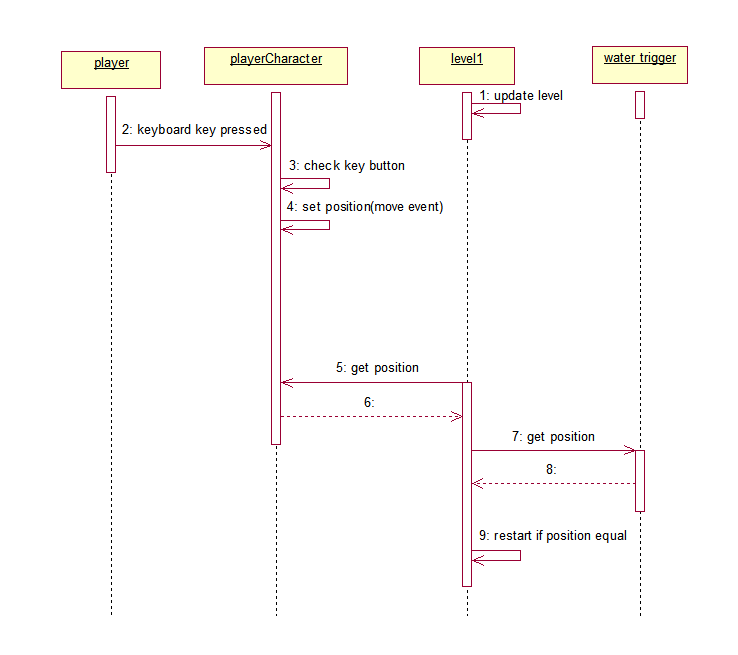 player
playerCharacter
level1
water trigger
1: update level
2: keyboard key pressed
3: check key button
4: set position(move event)
5: get position
6:
7: get position
8:
9: restart if position equal